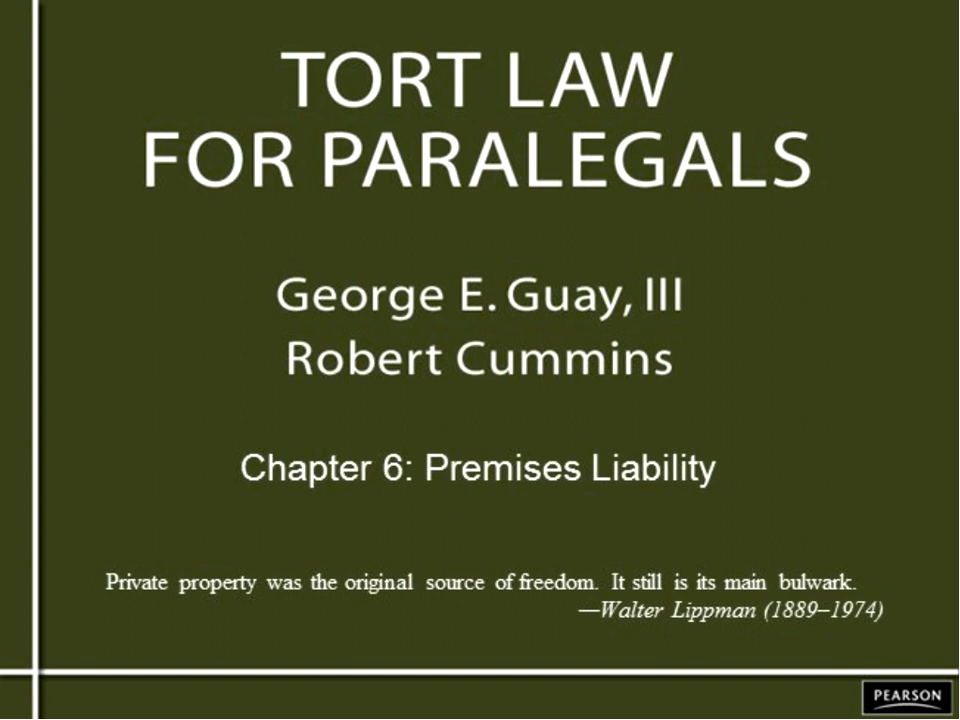 TORT LAW
FOR PARALEGALS
George E. Guay, III
Robert Cummins
Chapter 6: Premises Liability
Private property was the original source of freedom. It still is its main bulwark.
—Walter Lippman (1889–1974)
PEARSON